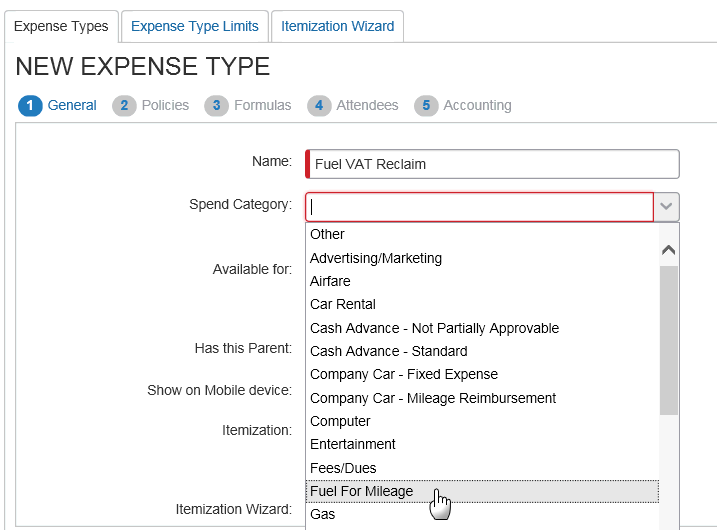 Expense Types Expense Type Limits Itemization Wizard
NEW EXPENSE TYPE
1 General 2 Policies 3 Formulas 4 Attendees 5 Accounting
Name: Fuel VAT Reclaim
Spend Category:
Other
Advertising/Marketing
Available for:
Airfare
Car Rental
Cash Advance - Not Partially Approvable
Has this Parent:
Cash Advance - Standard
Company Car - Fixed Expense
Show on Mobile device:
Company Car - Mileage Reimbursement
Computer
Itemization:
Entertainment
Fees/Dues
Fuel For Mileage
Itemization Wizard:
Gas